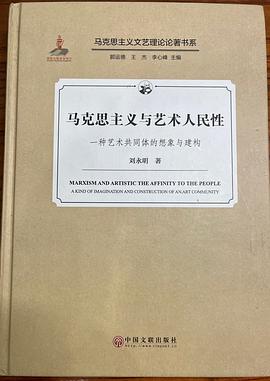 马克思主义文艺理论论著书系
郭运德 王 杰 李心峰 主编
马克思主义与艺术人民性
一种艺术共同体的想象与建构
刘永明 著
MARXISM AND ARTISTIC THE AFFINITY TO THE PEOPLE
A KIND OF IMAGINATION AND CONSTRUCTION OF AN ART COMMUNITY
中国文联出版社